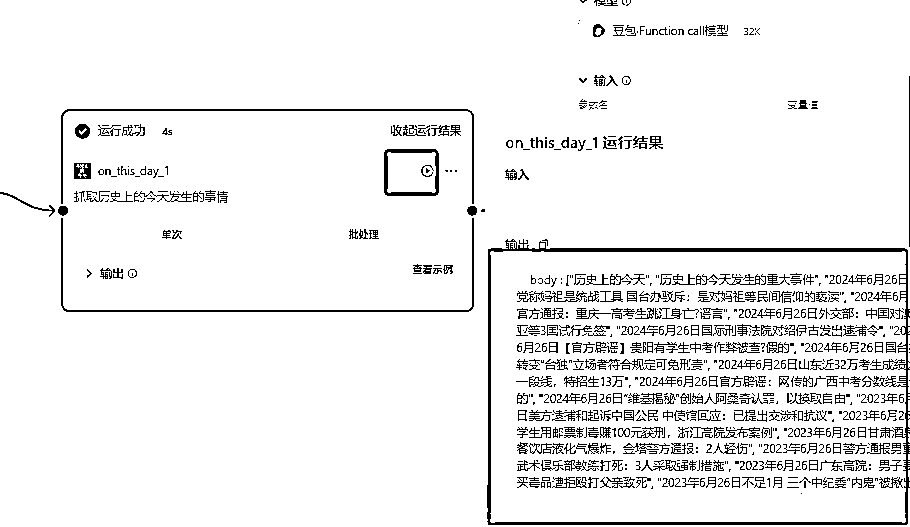 模型
豆包·Function call模型 32K
输入
参数名 变量值
运行成功 4s 收起运行结果
on_this_day_1
抓取历史上的今天发生的事情
单次 批处理
输出 查看示例
on_this_day_1 运行结果
输入
输出
body : ["历史上的今天", "历史上的今天发生的重大事件", "2024年6月26日
党称妈祖是统战工具 国台办驳斥：是对妈祖等民间信仰的亵渎", "2024年6月
官方通报：重庆一高考生跳江身亡?谣言", "2024年6月26日外交部：中国对波
亚等3国试行免签", "2024年6月26日国际刑事法院对绍伊古发出逮捕令", "202
6月26日【官方辟谣】贵阳有学生中考作弊被查?假的", "2024年6月26日国台
转变“台独”立场者符合规定可免刑责", "2024年6月26日山东近32万考生成绩
一段线，特招生13万", "2024年6月26日官方辟谣：网传的广西中考分数线是
的", "2024年6月26日“维基揭秘”创始人阿桑奇认罪，以换取自由", "2023年6月
日美方逮捕和起诉中国公民 中使馆回应：已提出交涉和抗议", "2023年6月26
学生用邮票制毒赚100元获刑，浙江高院发布案例", "2023年6月26日甘肃酒泉
餐饮店液化气爆炸，金塔警方通报：2人轻伤", "2023年6月26日警方通报男童
武术俱乐部教练打死：3人采取强制措施", "2023年6月26日广东高院：男子要
买毒品遭拒殴打父亲致死", "2023年6月26日不足1月 三个中纪委“内鬼”被揪出